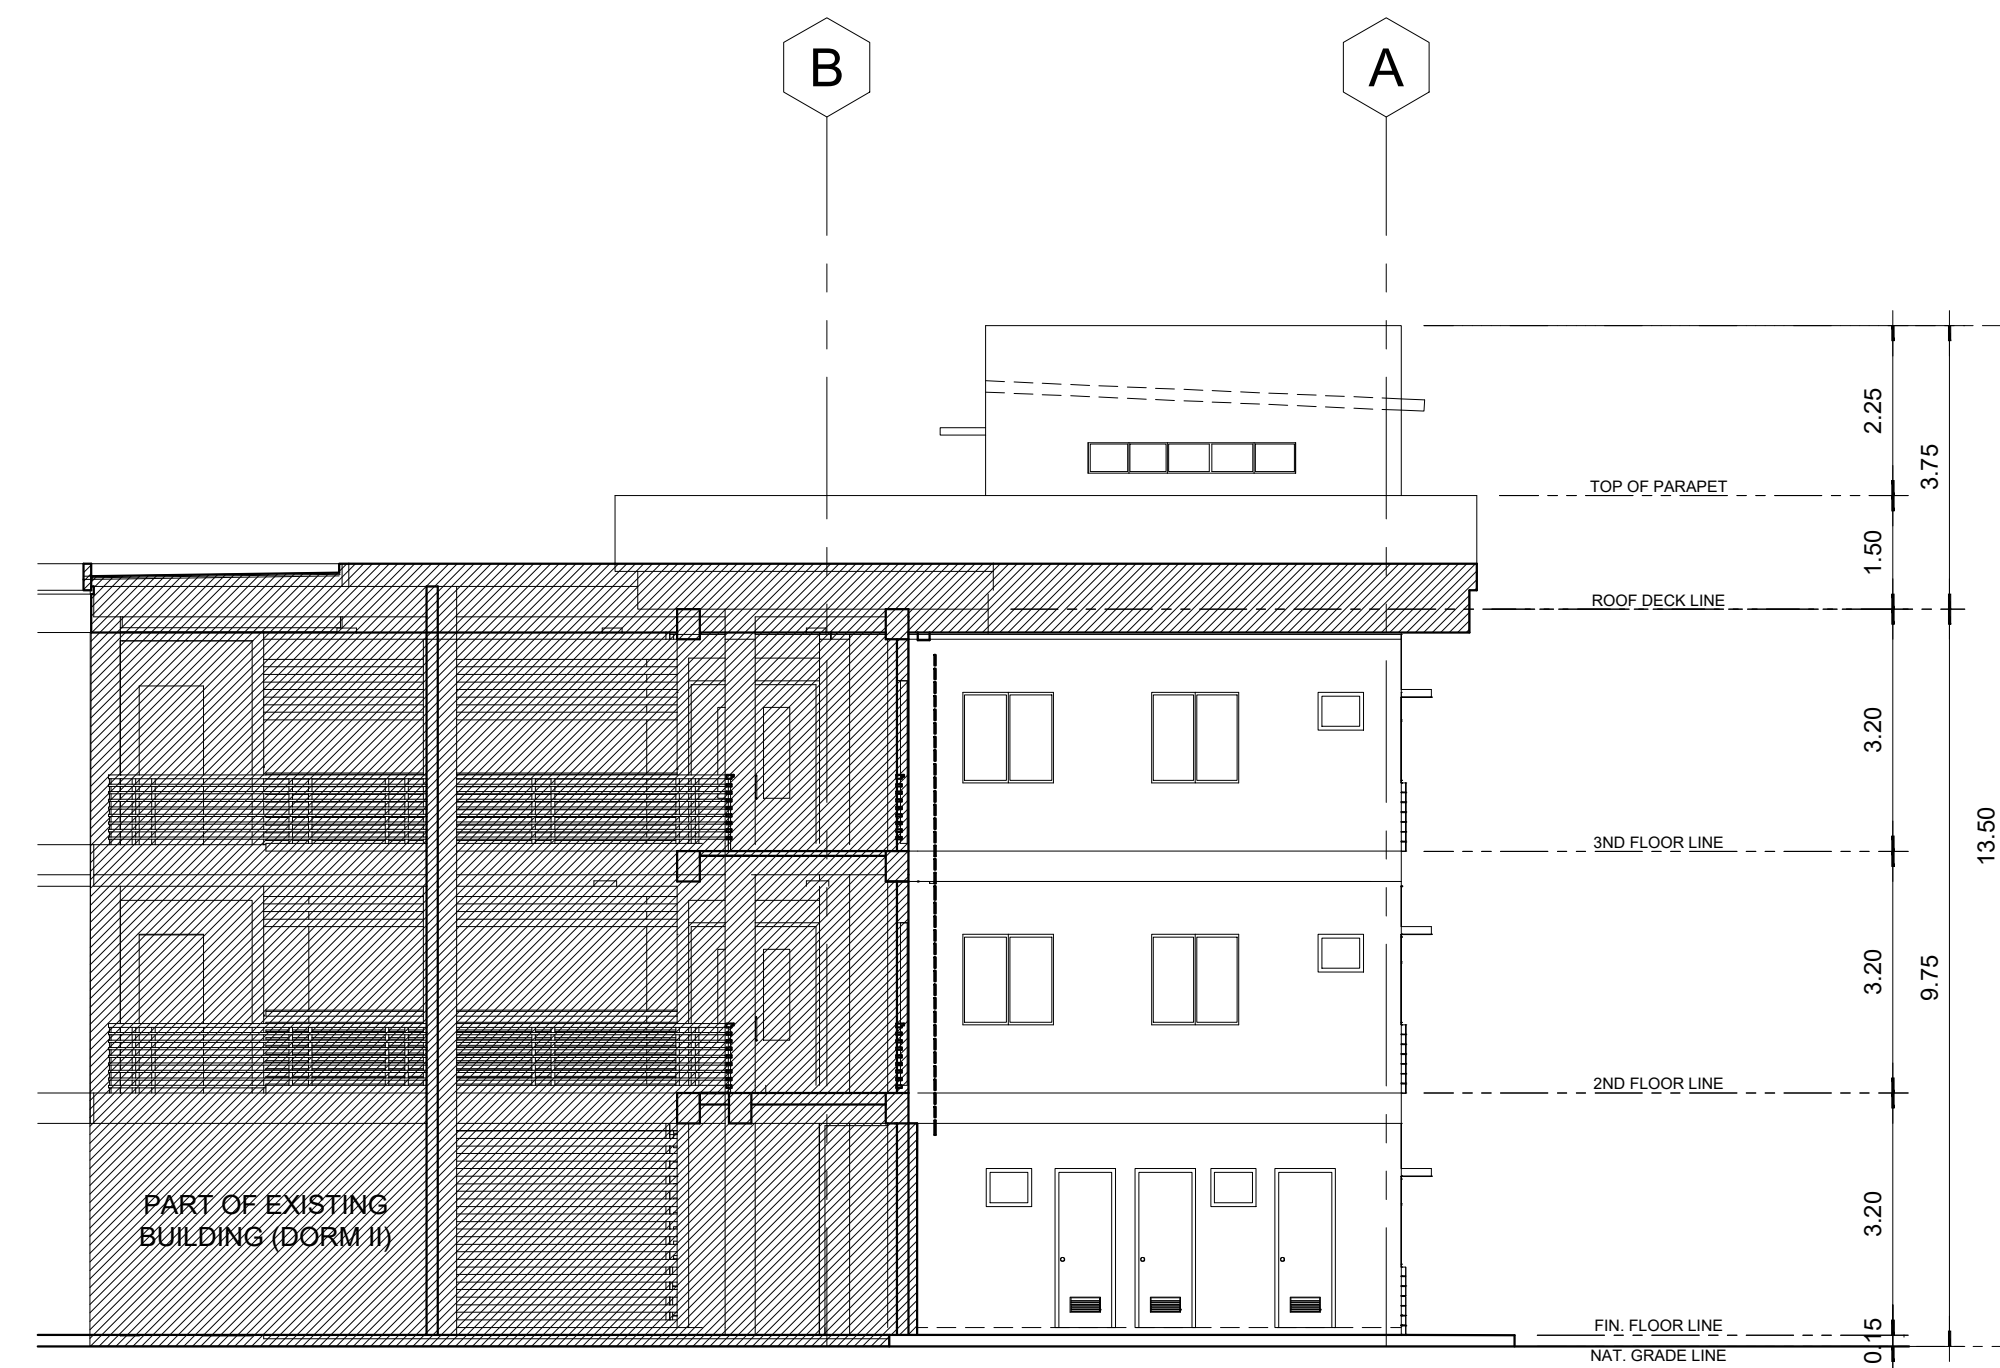 B
A
2.25
3.75
TOP OF PARAPET
1.50
ROOF DECK LINE
3.20
3ND FLOOR LINE
13.50
3.20
9.75
2ND FLOOR LINE
PART OF EXISTING
BUILDING (DORM II)
3.20
FIN. FLOOR LINE
0.15
NAT. GRADE LINE